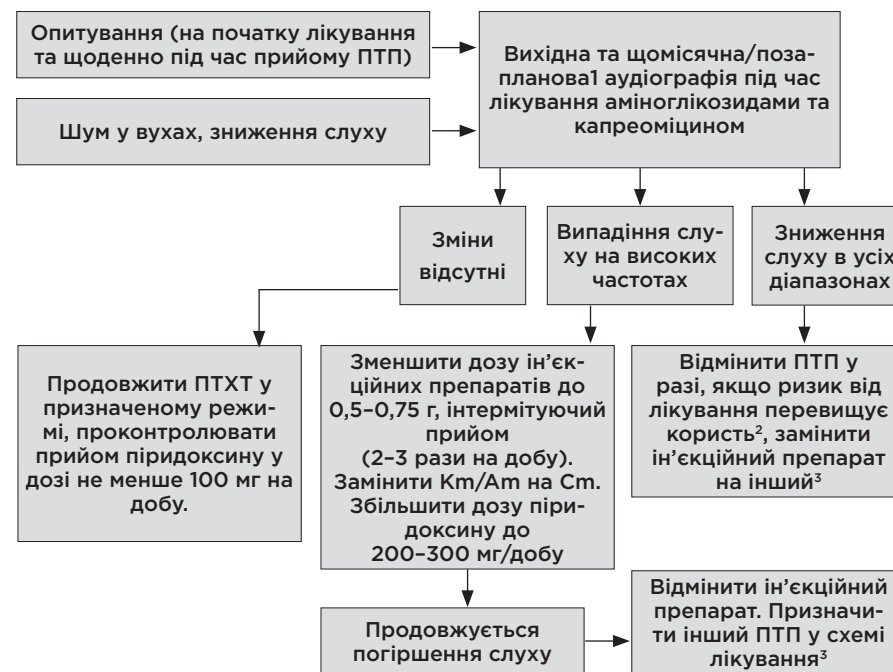 Опитування (на початку лікування
та щоденно під час прийому ПТП)
Шум у вухах, зниження слуху
Вихідна та щомісячна/поза-
планова1 аудіографія під час
лікування аміноглікозидами та
капреоміцином
Зміни
відсутні
Випадіння слу-
ху на високих
частотах
Зниження
слуху в усіх
діапазонах
Продовжити ПТХТ у
призначеному режи-
мі, проконтролювати
прийом піридоксину у
дозі не менше 100 мг на
добу.
Зменшити дозу ін’єк-
ційних препаратів до
0,5–0,75 г, інтермітуючий
прийом
(2–3 рази на добу).
Замінити Km/Am на Cm.
Збільшити дозу піри-
доксину до
200–300 мг/добу
Відмінити ПТП у
разі, якщо ризик від
лікування перевищує
користь², замінити
ін’єкційний препарат
на інший³
Продовжується
погіршення слуху
Відмінити ін’єкційний
препарат. Призначи-
ти інший ПТП у схемі
лікування³